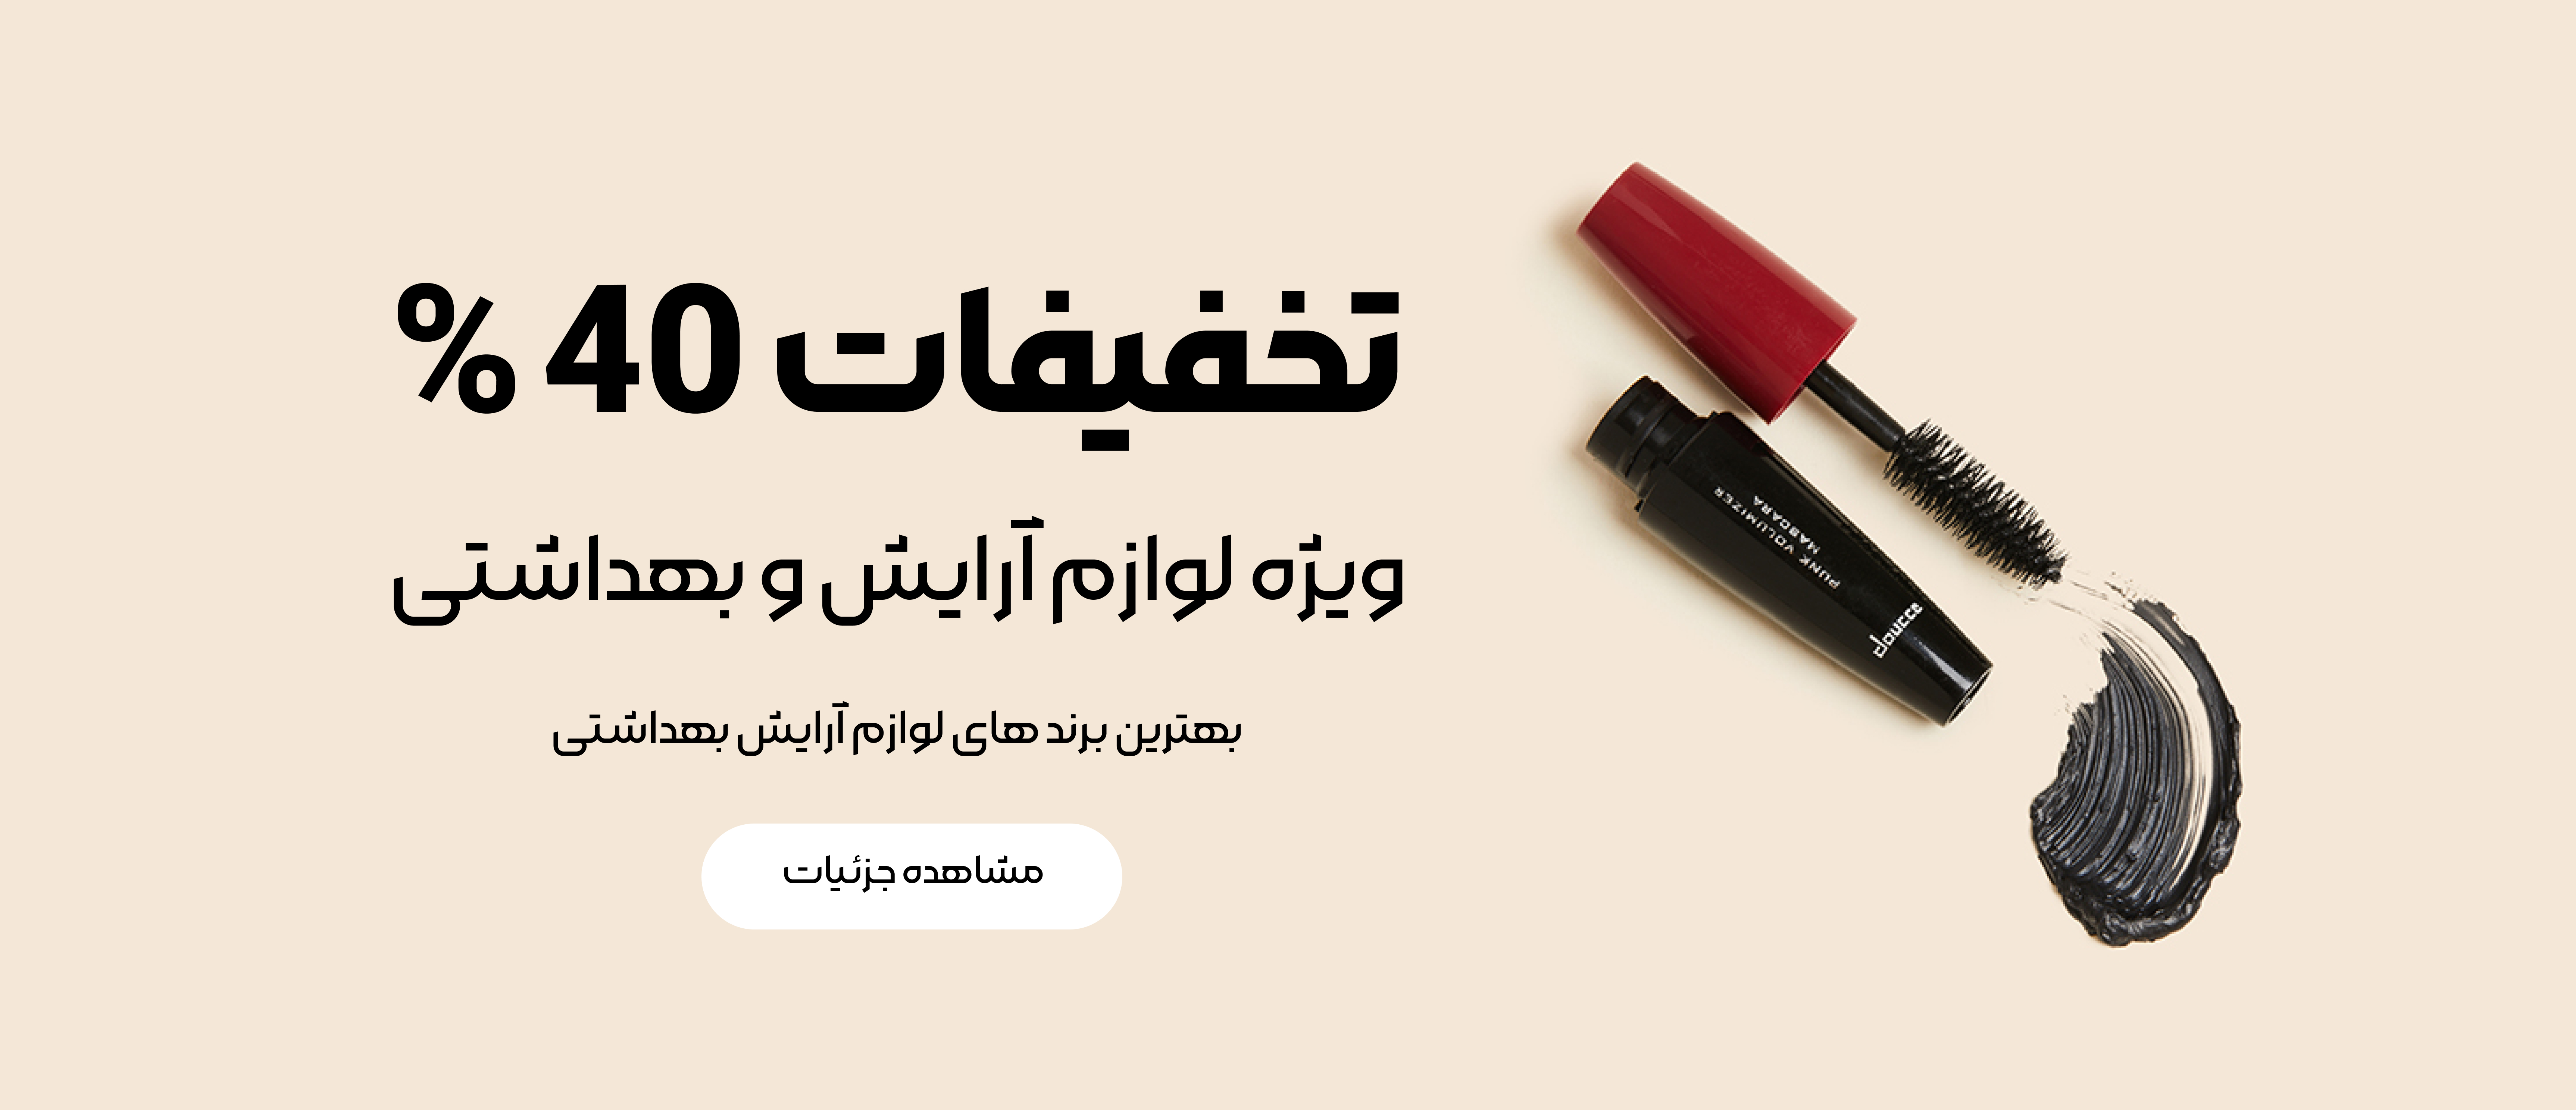 تخفیفات 40 %
ویژه لوازم آرایش و بهداشتی
بهترین برند های لوازم آرایش بهداشتی
مشاهده جزئیات
PUNK VOLUMIZER
MASCARA
doucce